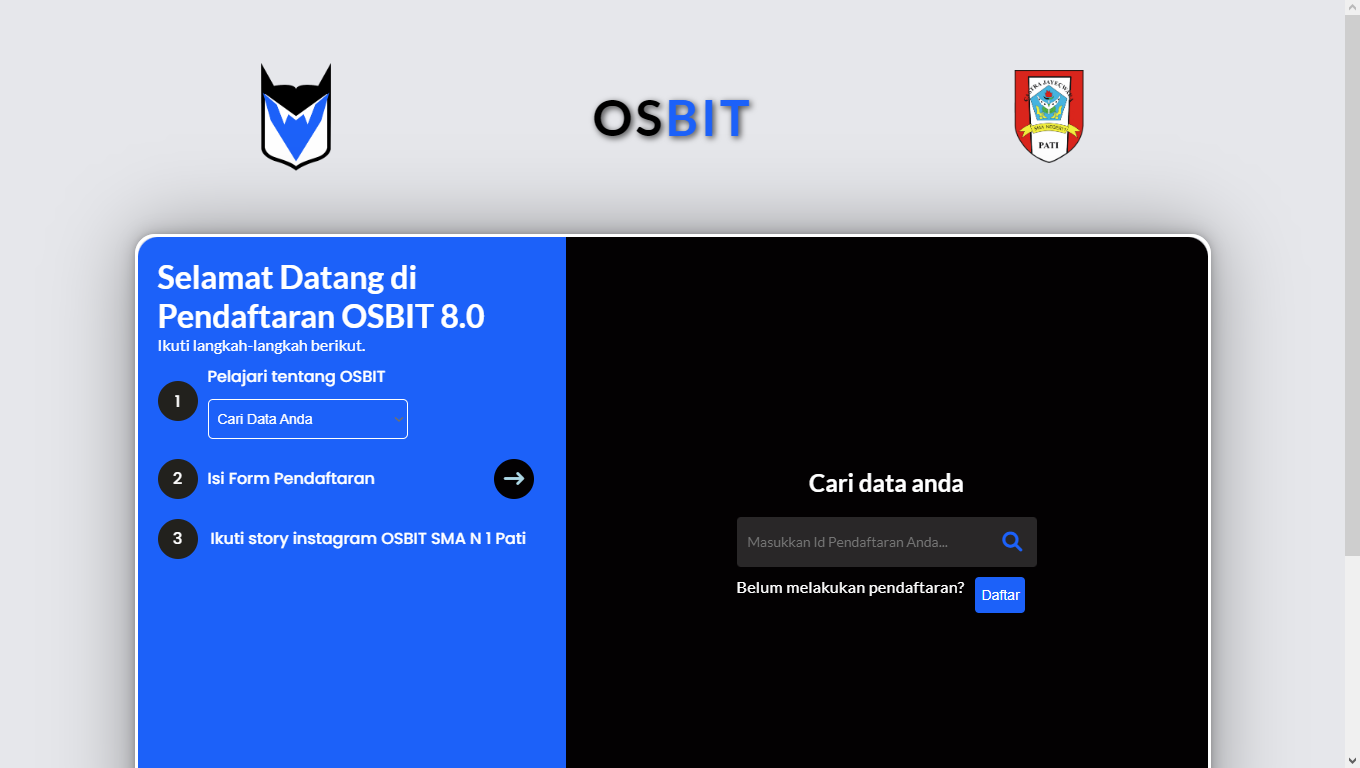 OSBIT
PATI
Selamat Datang di
Pendaftaran OSBIT 8.0
Ikuti langkah-langkah berikut.
1
Pelajari tentang OSBIT
Cari Data Anda
2
Isi Form Pendaftaran
3
Ikuti story instagram OSBIT SMA N 1 Pati
Cari data anda
Masukkan Id Pendaftaran Anda...
Belum melakukan pendaftaran?
Daftar